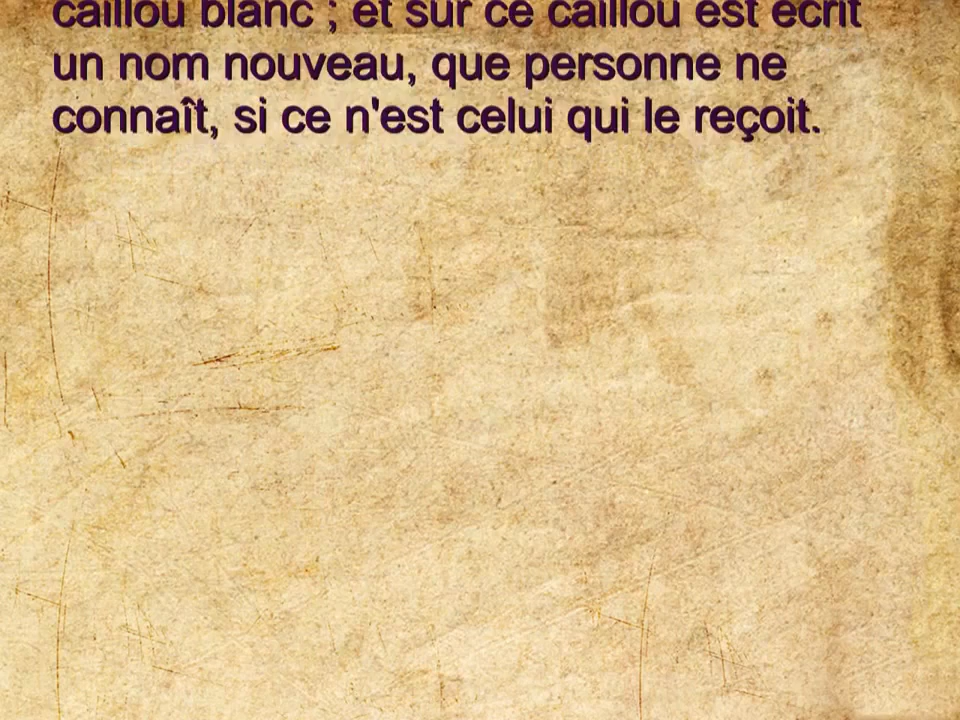 caillou blanc ; et sur ce caillou est écrit
un nom nouveau, que personne ne
connaît, si ce n'est celui qui le reçoit.